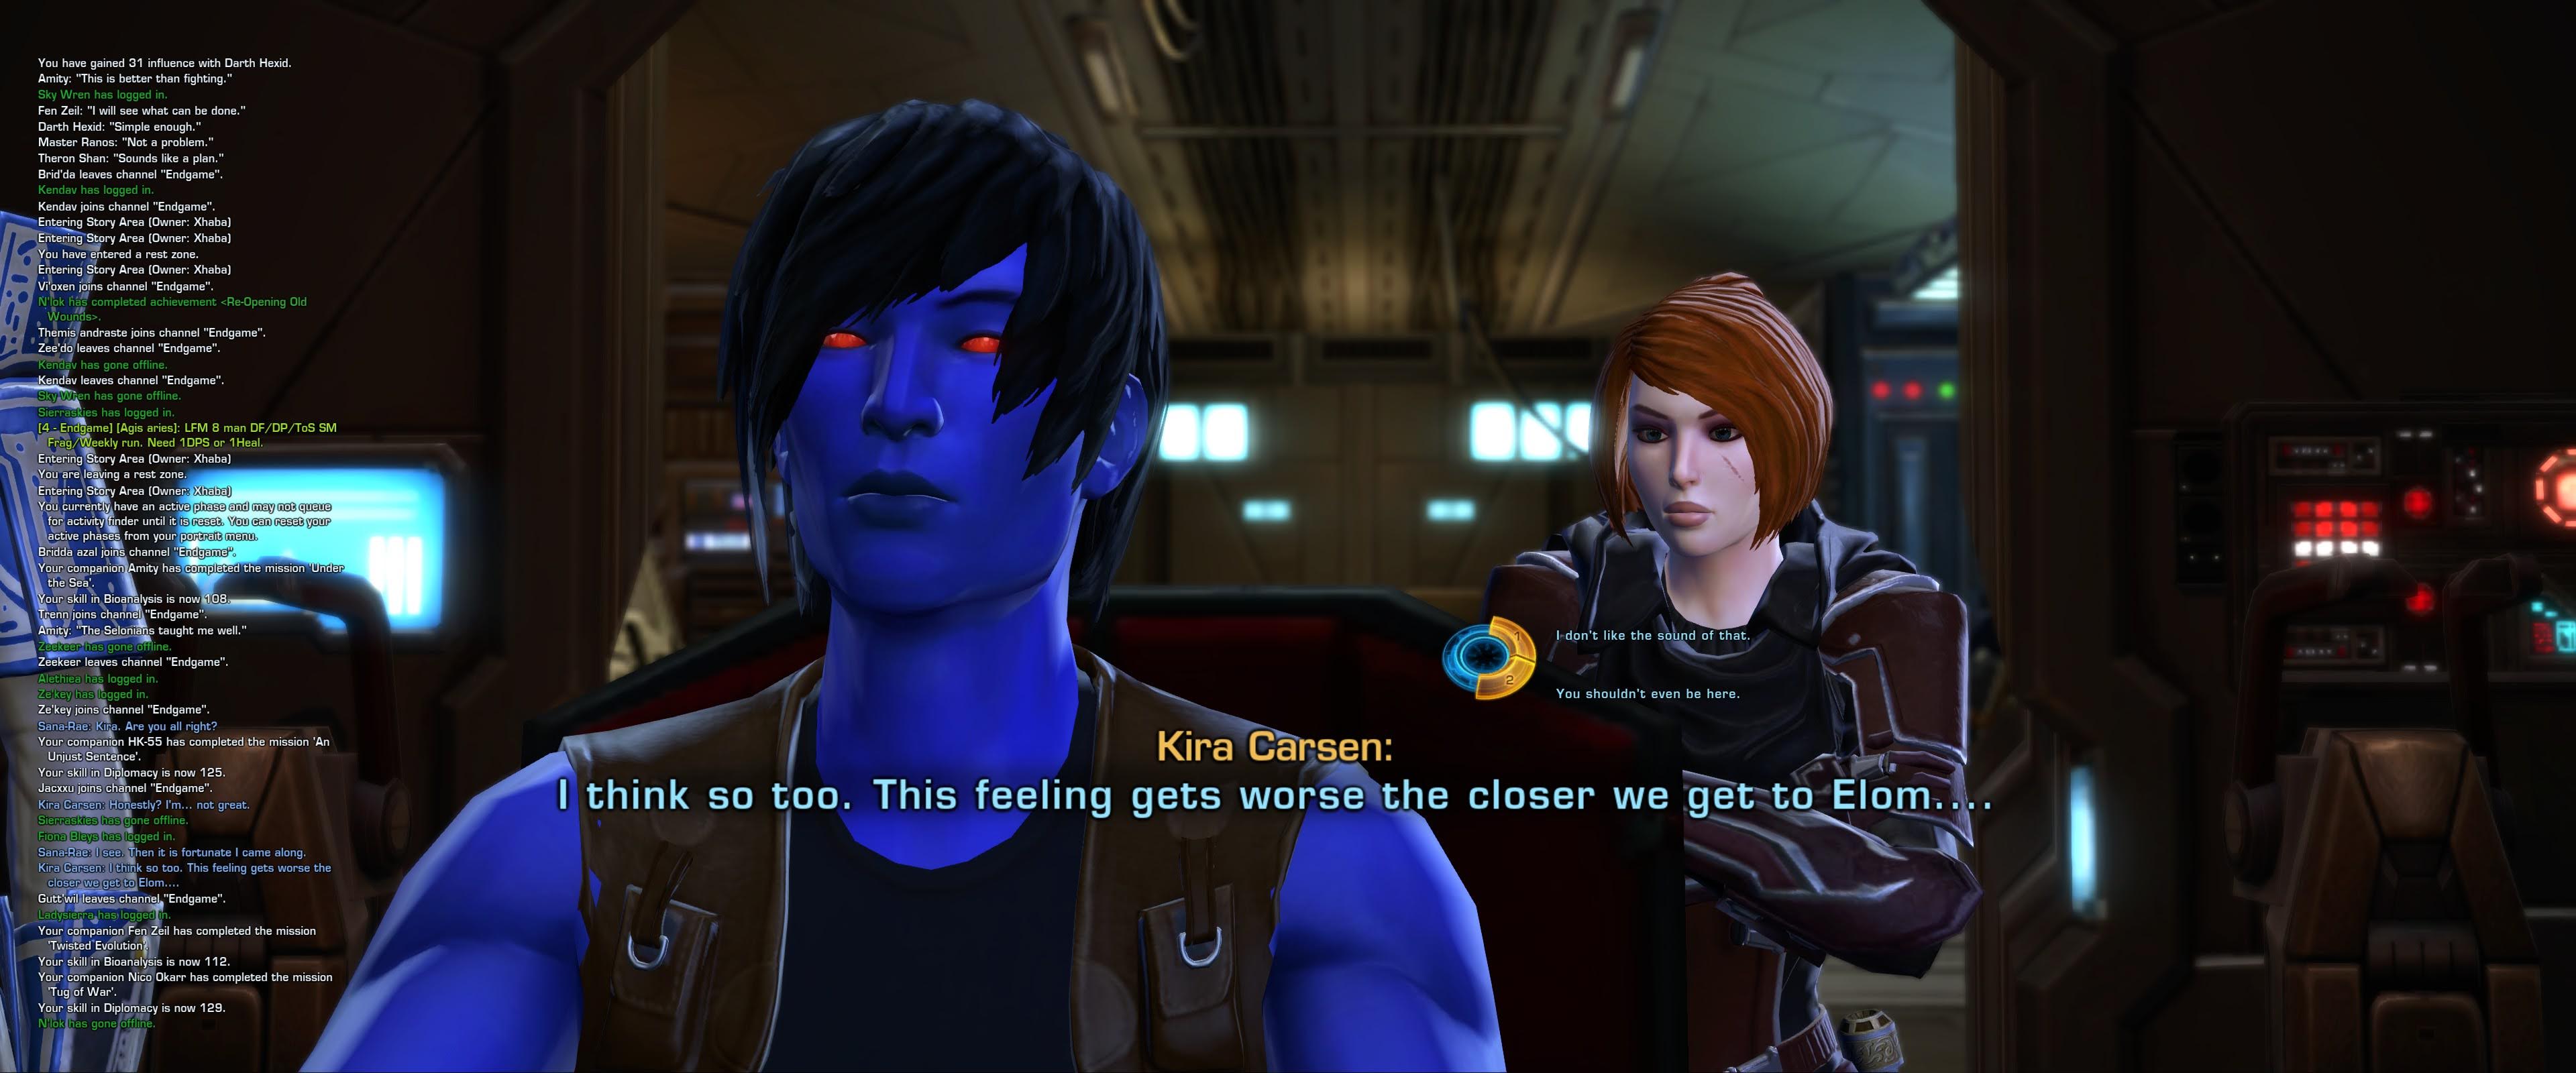 You have gained 31 influence with Darth Hexid.
Amity: "This is better than fighting."
Sky Wren has logged in.
Fen Zeil: "I will see what can be done."
Darth Hexid: "Simple enough."
Master Ranos: "Not a problem."
Theron Shan: "Sounds like a plan."
Brid'da leaves channel "Endgame".
Kendav has logged in.
Kendav joins channel "Endgame".
Entering Story Area (Owner: Xhaba)
Entering Story Area (Owner: Xhaba)
You have entered a rest zone.
Entering Story Area (Owner: Xhaba)
Vi'oxen joins channel "Endgame".
N'lok has completed achievement <Re-Opening Old
Wounds>.
Themis andraste joins channel "Endgame".
Zee'do leaves channel "Endgame".
Kendav has gone offline.
Kendav leaves channel "Endgame".
Sky Wren has gone offline.
Sierraskies has logged in.
[4 - Endgame] [Agis aries]: LFM 8 man DF/DP/ToS SM
Frag/Weekly run. Need 1DPS or 1Heal.
Entering Story Area (Owner: Xhaba)
You are leaving a rest zone.
Entering Story Area (Owner: Xhaba)
You currently have an active phase and may not queue
for activity finder until it is reset. You can reset your
active phases from your portrait menu.
Bridda azal joins channel "Endgame".
Your companion Amity has completed the mission 'Under
the Sea'.
Your skill in Bioanalysis is now 108.
Trenn joins channel "Endgame".
Amity: "The Selonians taught me well."
Zeekeer has gone offline.
Zeekeer leaves channel "Endgame".
Alethiea has logged in.
Ze'key has logged in.
Ze'key joins channel "Endgame".
Sana-Rae: Kira. Are you all right?
Your companion HK-55 has completed the mission 'An
Unjust Sentence'.
Your skill in Diplomacy is now 125.
Jacxxu joins channel "Endgame".
Kira Carsen: Honestly? I'm... not great.
Sierraskies has gone offline.
Fiona Bleys has logged in.
Sana-Rae: I see. Then it is fortunate I came along.
Kira Carsen: I think so too. This feeling gets worse the
closer we get to Elom....
Gutt'wil leaves channel "Endgame".
Ladysierra has logged in.
Your companion Fen Zeil has completed the mission
'Twisted Evolution'.
Your skill in Bioanalysis is now 112.
Your companion Nico Okarr has completed the mission
'Tug of War'.
Your skill in Diplomacy is now 129.
N'lok has gone offline.
1
I don't like the sound of that.
2
You shouldn't even be here.
Kira Carsen:
I think so too. This feeling gets worse the closer we get to Elom....